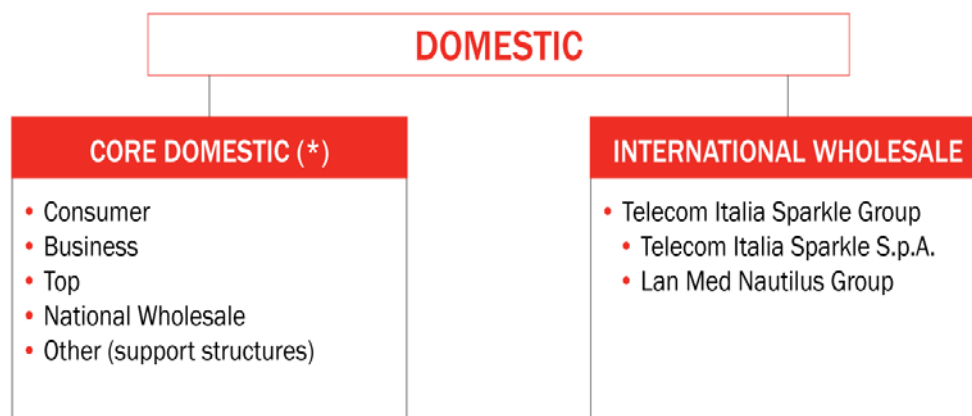 DOMESTIC
CORE DOMESTIC (*)
• Consumer
• Business
• Top
• National Wholesale
• Other (support structures)
INTERNATIONAL WHOLESALE
• Telecom Italia Sparkle Group
• Telecom Italia Sparkle S.p.A.
• Lan Med Nautilus Group